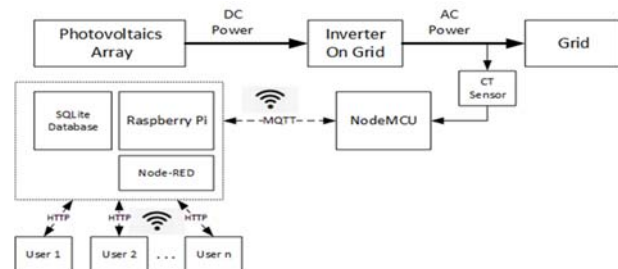 Photovoltaics
Array
DC
Power
Inverter
On Grid
AC
Power
Grid
CT
Sensor
SQLite
Database
Raspberry Pi
MQTT
NodeMCU
Node-RED
HTTP
HTTP
HTTP
User 1
User 2
...
User n